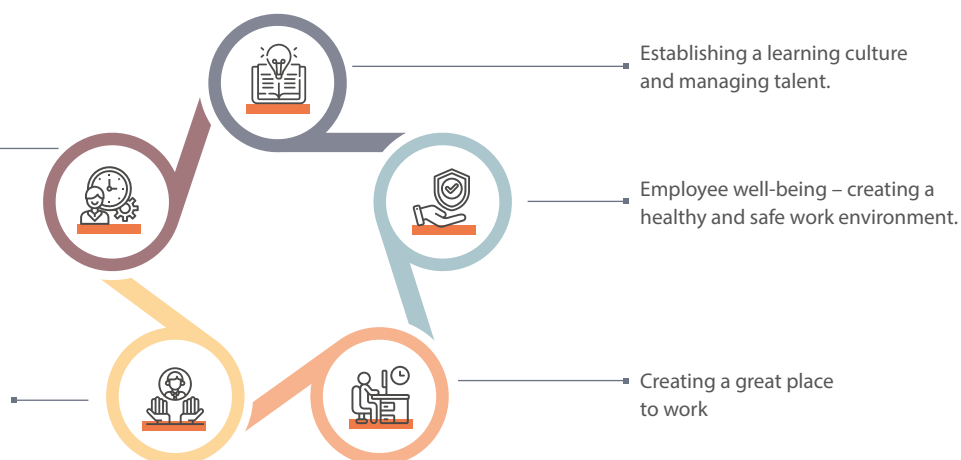 Establishing a learning culture
and managing talent.
Employee well-being – creating a
healthy and safe work environment.
Creating a great place
to work